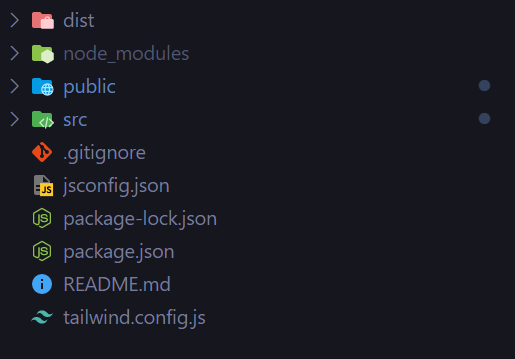 dist
node_modules
public
src
.gitignore
jsconfig.json
package-lock.json
package.json
README.md
tailwind.config.js